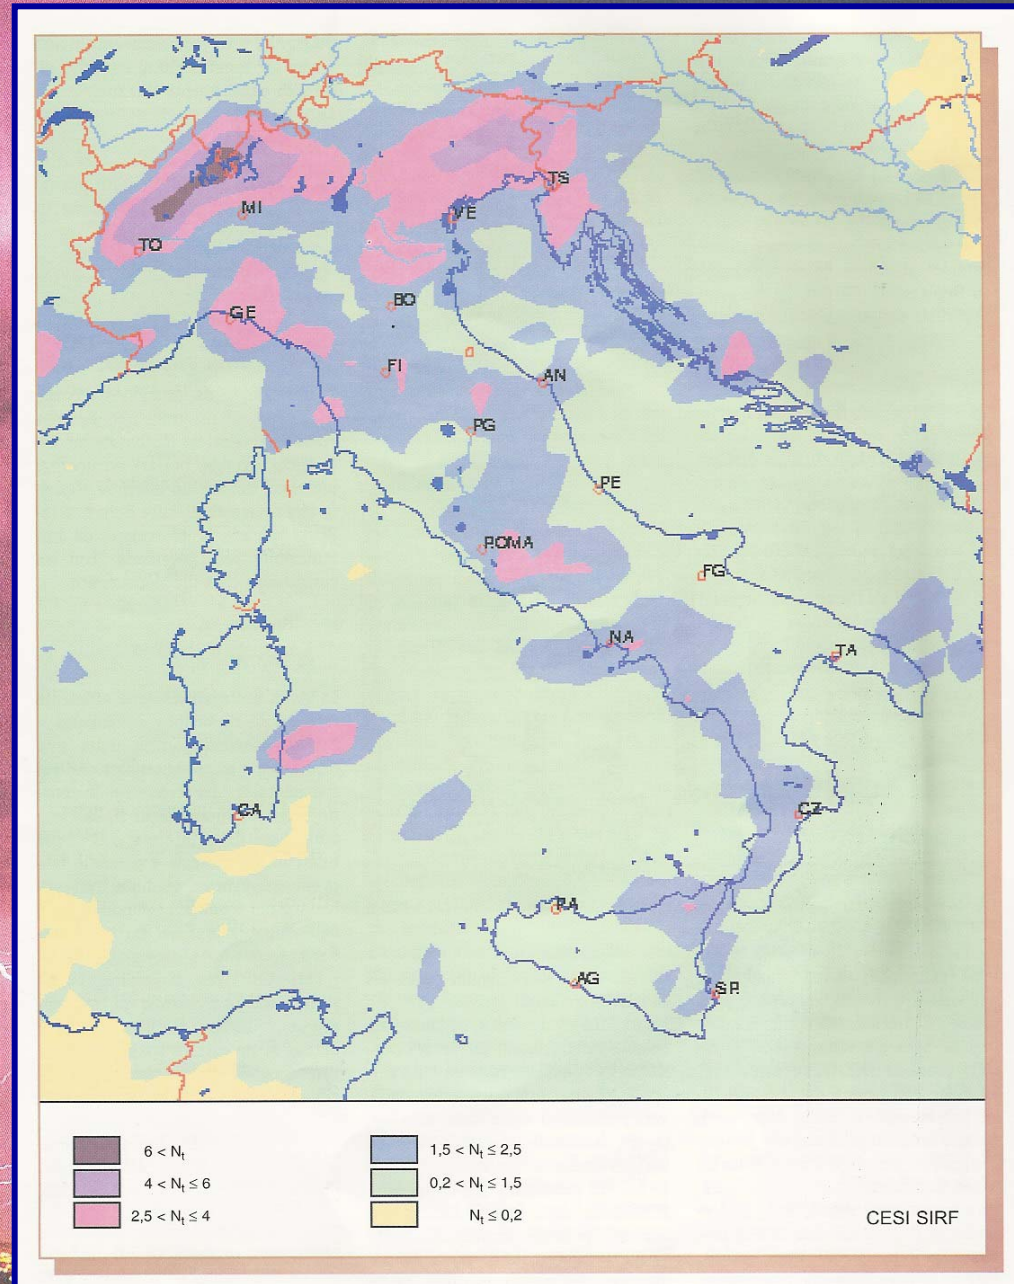 TS
VE
MI
TO
BO
GE
FI
AN
PG
PE
ROMA
FG
NA
TA
CA
CZ
PA
AG
SR
6 < Nt
4 < Nt ≤ 6
2,5 < Nt ≤ 4
1,5 < Nt ≤ 2,5
0,2 < Nt ≤ 1,5
Nt ≤ 0,2
CESI SIRF